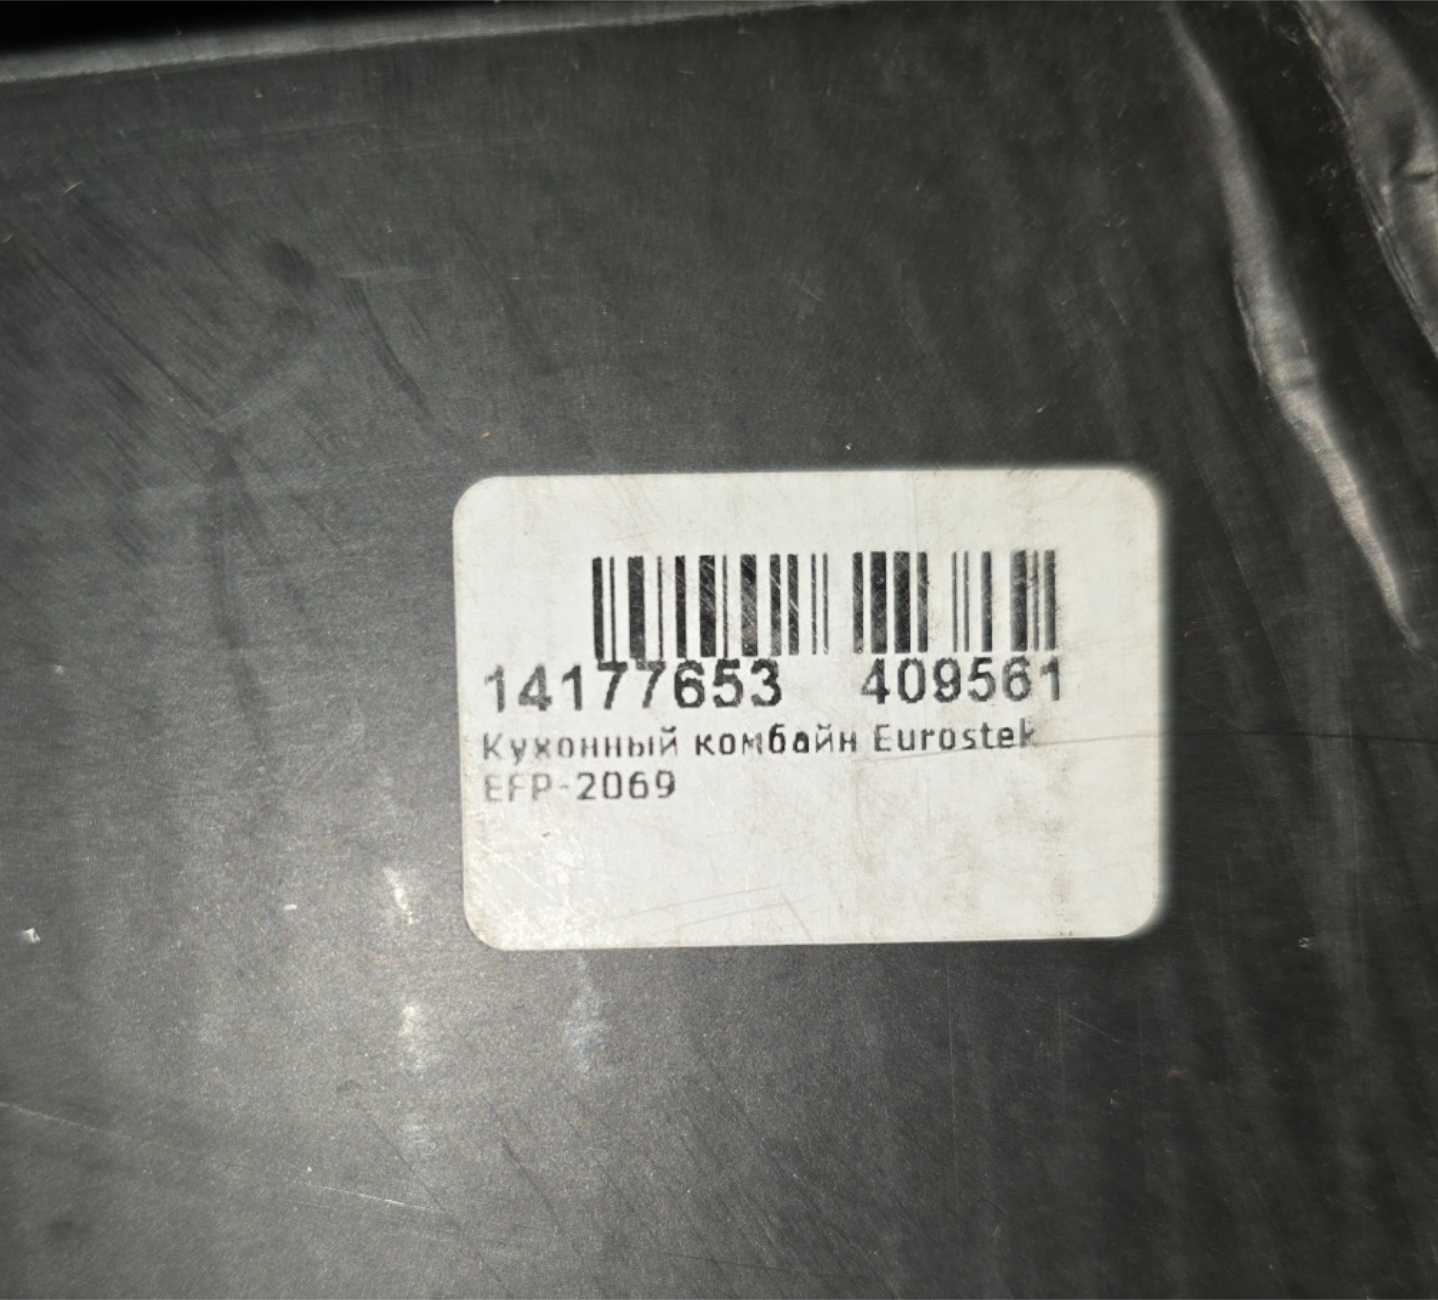 14177653 409561
Кухонный комбайн Eurostek
EFP-2069